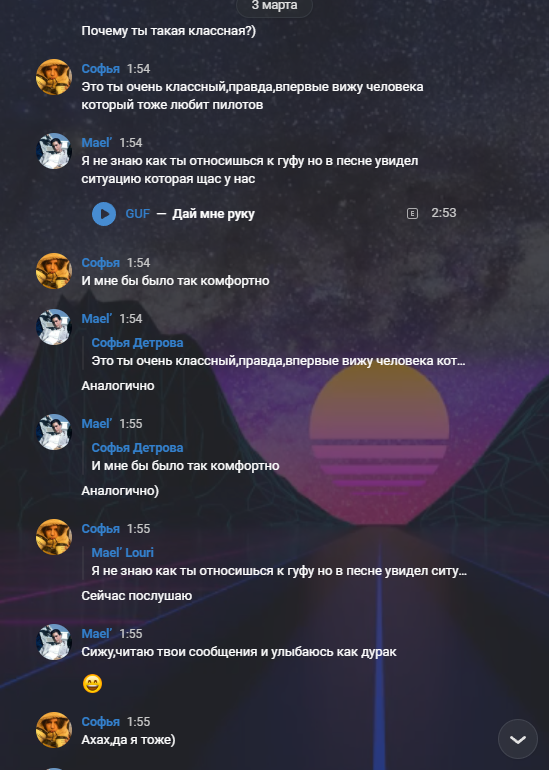 3 марта
Почему ты такая классная?)
Софья 1:54
Это ты очень классный,правда,впервые вижу человека
который тоже любит пилотов
Mael' 1:54
Я не знаю как ты относишься к гуфу но в песне увидел
ситуацию которая щас у нас
GUF — Дай мне руку E 2:53
Софья 1:54
И мне бы было так комфортно
Mael' 1:54
Софья Детрова
Это ты очень классный,правда,впервые вижу человека кот...
Аналогично
Mael' 1:55
Софья Детрова
И мне бы было так комфортно
Аналогично)
Софья 1:55
Mael' Louri
Я не знаю как ты относишься к гуфу но в песне увидел ситу...
Сейчас послушаю
Mael' 1:55
Сижу,читаю твои сообщения и улыбаюсь как дурак
Софья 1:55
Ахах,да я тоже)